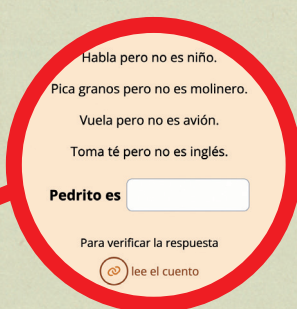 Habla pero no es niño.
Pica granos pero no es molinero.
Vuela pero no es avión.
Toma té pero no es inglés.
Pedrito es
Para verificar la respuesta
lee el cuento